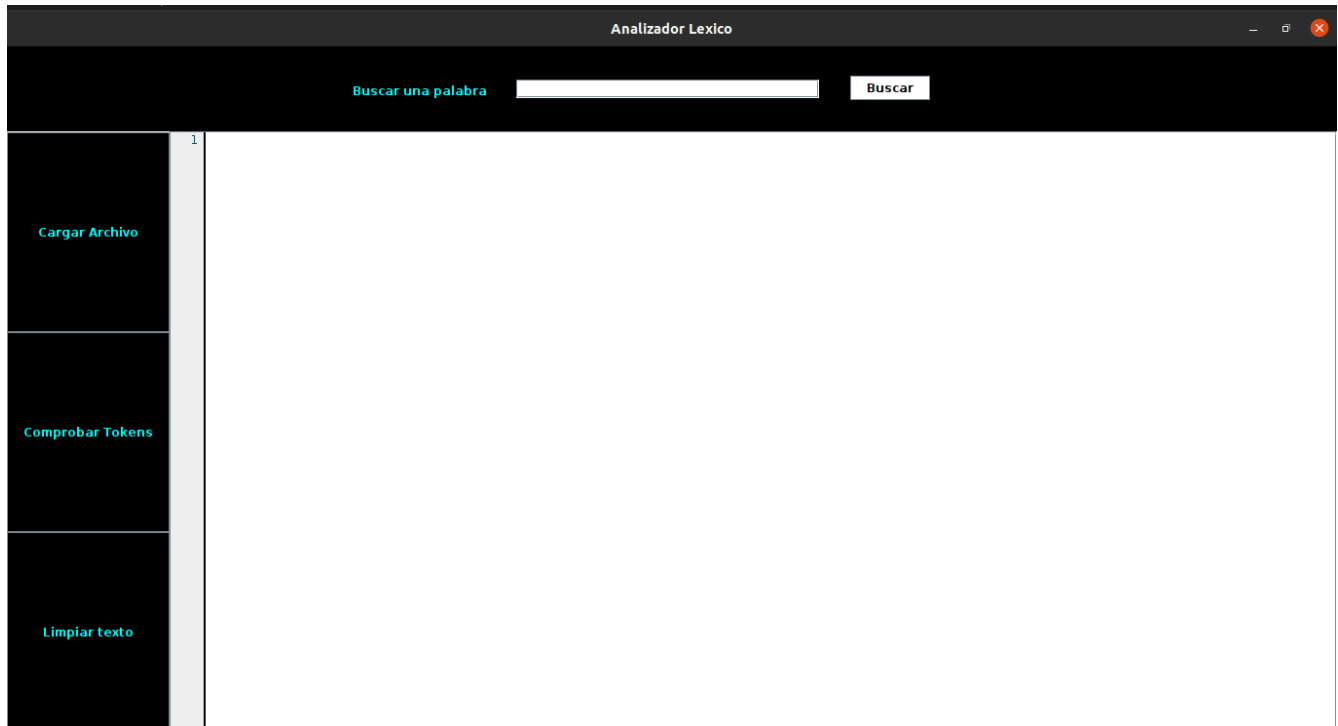 Analizador Lexico
Buscar una palabra
Buscar
1
Cargar Archivo
Comprobar Tokens
Limpiar texto